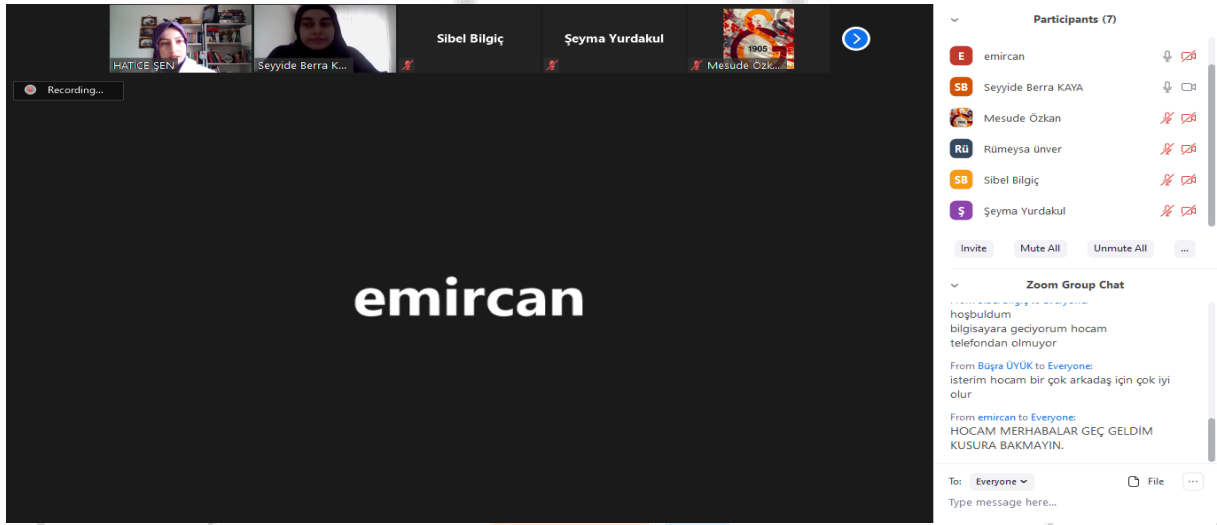 HATİCE ŞEN
Seyyide Berra K...
Sibel Bilgiç
Şeyma Yurdakul
1905
Mesude Özk...
Recording...
emircan
Participants (7)
E emircan
SB Seyyide Berra KAYA
Mesude Özkan
Rü Rümeysa ünver
SB Sibel Bilgiç
Ş Şeyma Yurdakul
Invite Mute All Unmute All ...
Zoom Group Chat
hoşbuldum
bilgisayara geciyorum hocam
telefondan olmuyor
From Büşra ÜYÜK to Everyone:
isterim hocam bir çok arkadaş için çok iyi
olur
From emircan to Everyone:
HOCAM MERHABALAR GEÇ GELDİM
KUSURA BAKMAYIN.
To: Everyone File ...
Type message here...